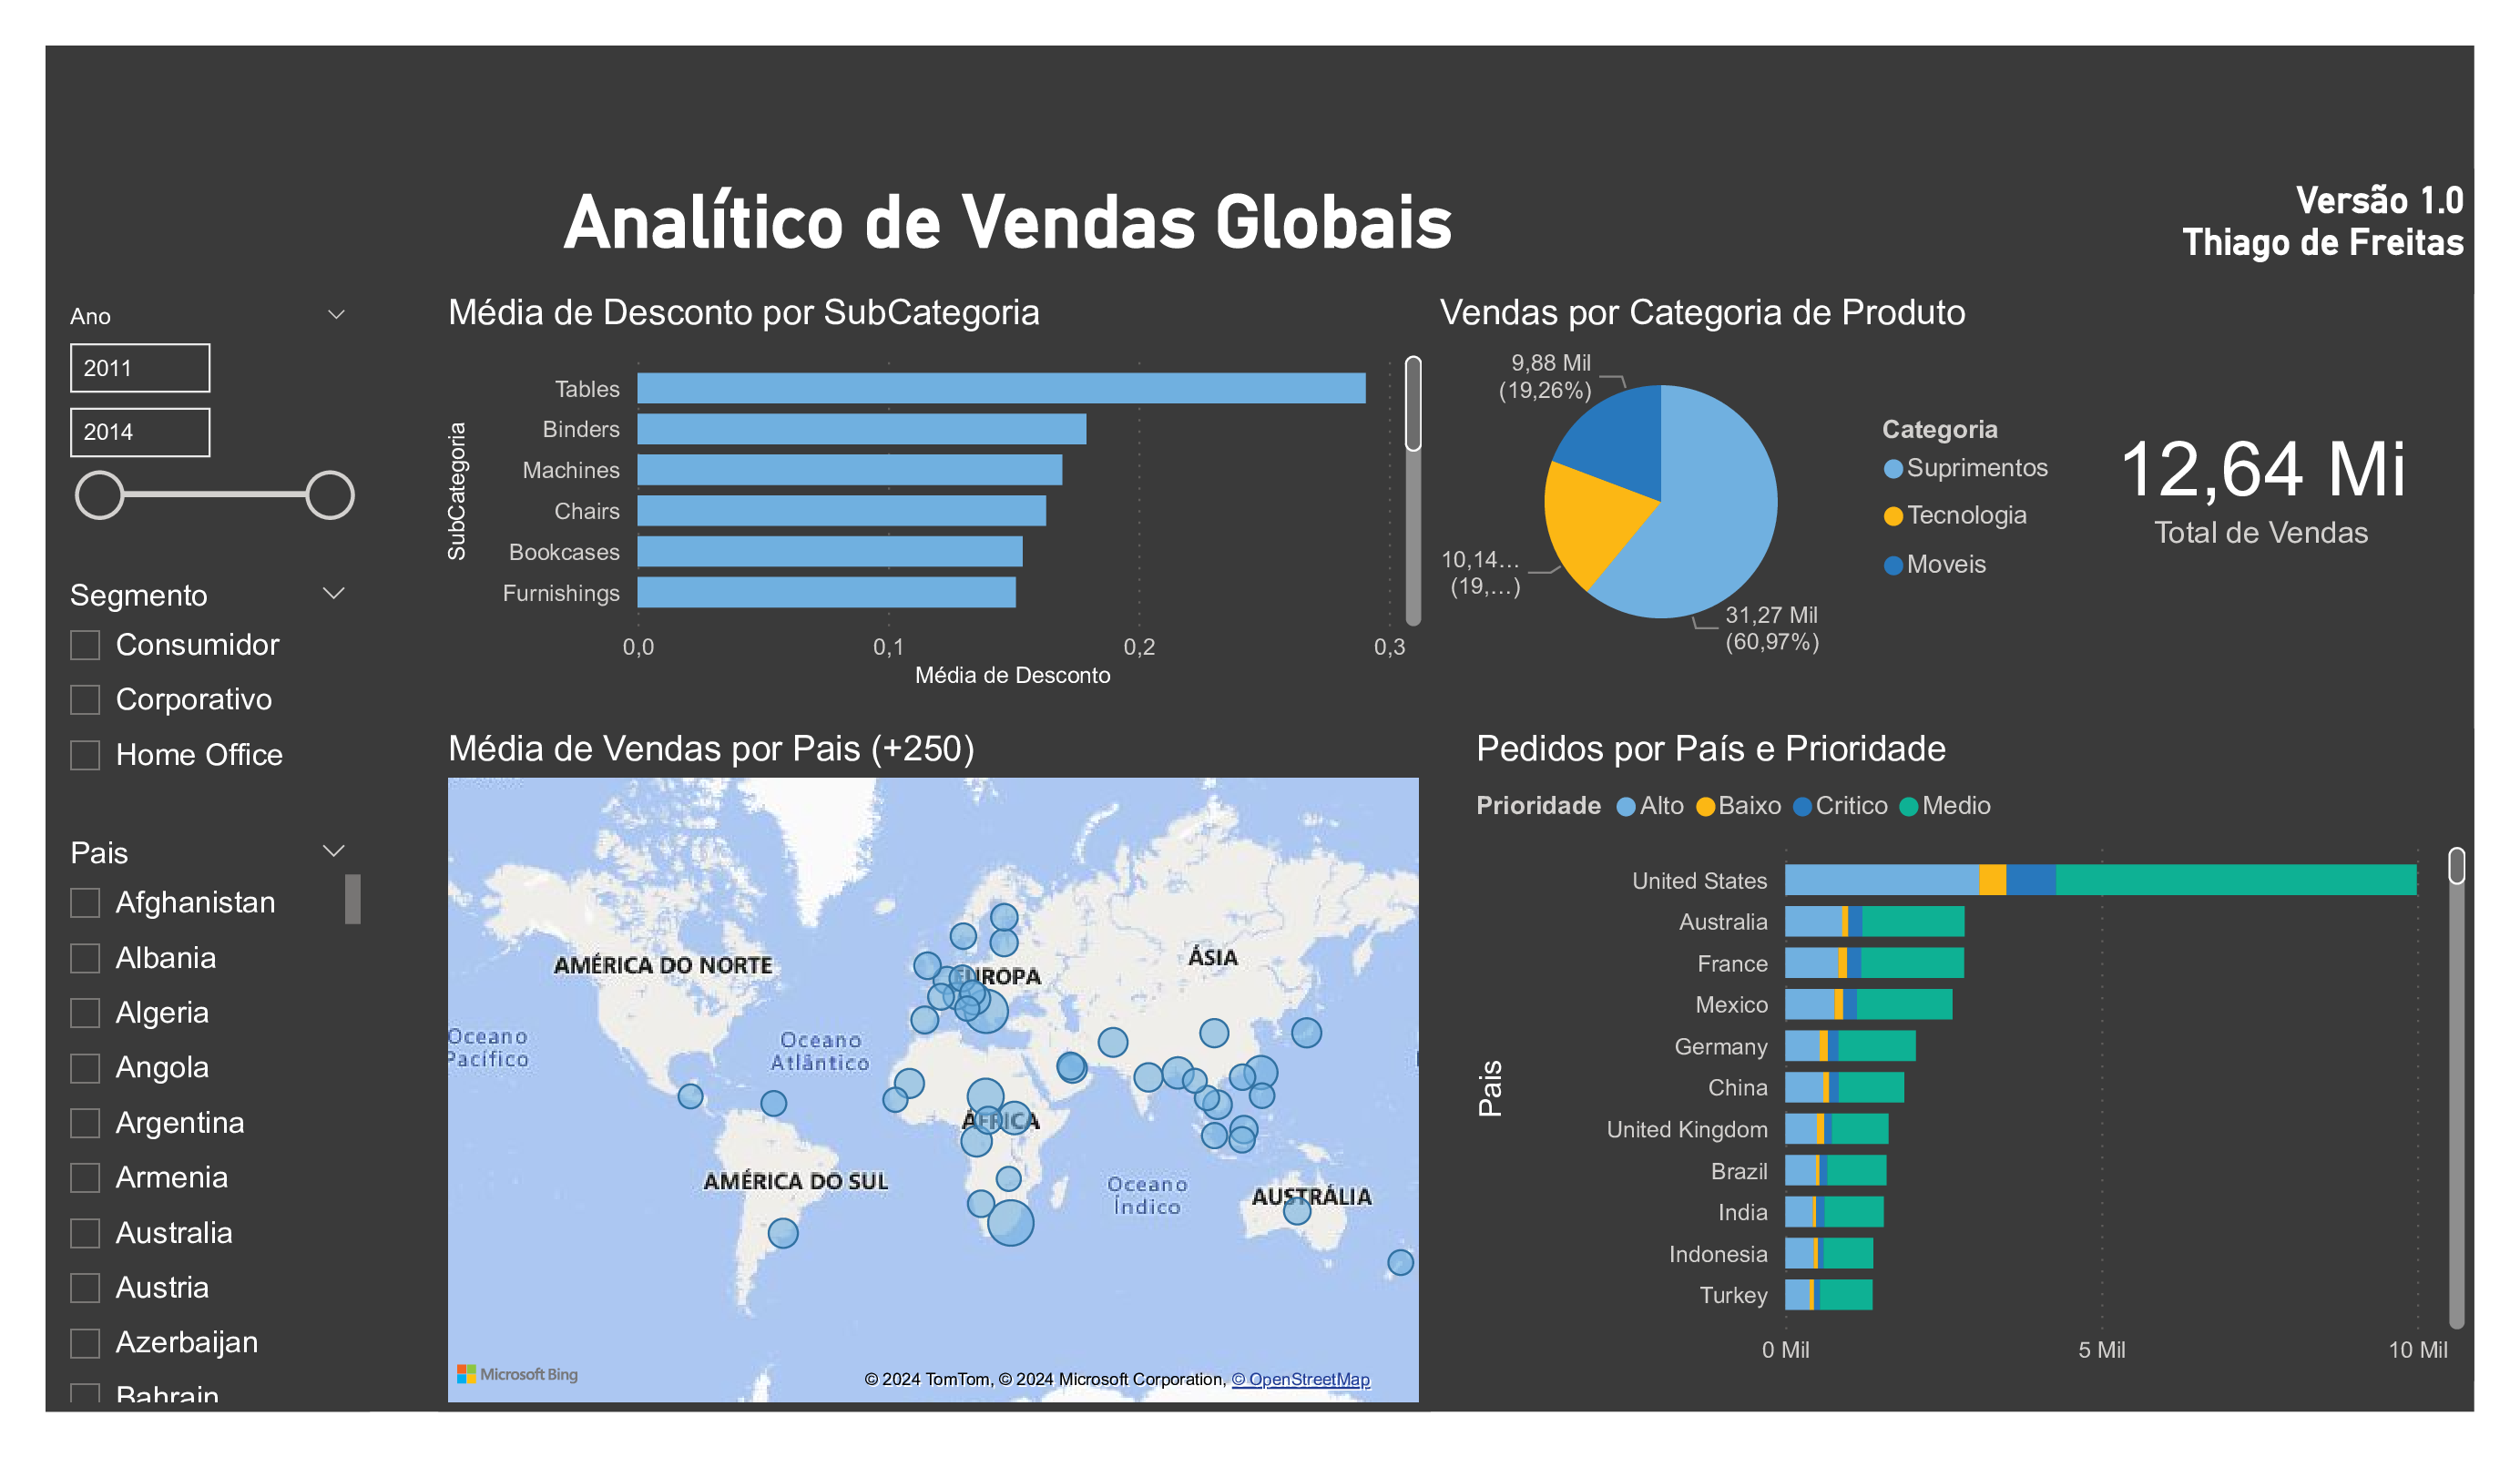 Analítico de Vendas Globais
Versão 1.0
Thiago de Freitas
Ano
2011
2014
Segmento
Consumidor
Corporativo
Home Office
Pais
Afghanistan
Albania
Algeria
Angola
Argentina
Armenia
Australia
Austria
Azerbaijan
Bahrain
Média de Desconto por SubCategoria
SubCategoria
Tables
Binders
Machines
Chairs
Bookcases
Furnishings
0,0 0,1 0,2 0,3
Média de Desconto
Vendas por Categoria de Produto
9,88 Mil
(19,26%)
10,14...
(19,...)
31,27 Mil
(60,97%)
Categoria
Suprimentos
Tecnologia
Moveis
12,64 Mi
Total de Vendas
Média de Vendas por Pais (+250)
AMÉRICA DO NORTE
EUROPA
ÁSIA
Oceano
Pacífico
Oceano
Atlântico
ÁFRICA
AMÉRICA DO SUL
Oceano
Índico
AUSTRÁLIA
Microsoft Bing
© 2024 TomTom, © 2024 Microsoft Corporation, © OpenStreetMap
Pedidos por País e Prioridade
Prioridade Alto Baixo Critico Medio
Pais
United States
Australia
France
Mexico
Germany
China
United Kingdom
Brazil
India
Indonesia
Turkey
0 Mil 5 Mil 10 Mil